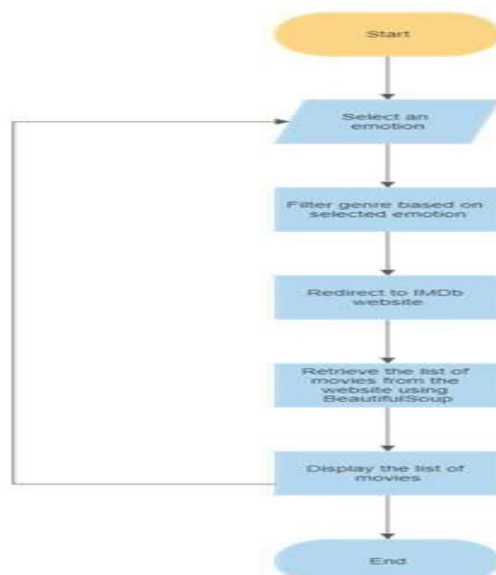 Start
Select an
emotion
Filter genre based on
selected emotion
Redirect to IMDb
website
Retrieve the list of
movies from the
website using
BeautifulSoup
Display the list of
movies
End